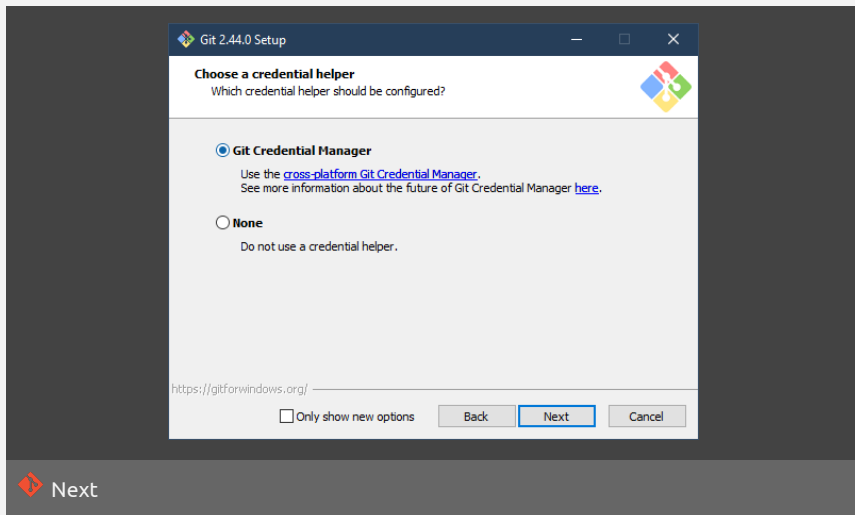 Git 2.44.0 Setup
Choose a credential helper
Which credential helper should be configured?
Git Credential Manager
Use the cross-platform Git Credential Manager.
See more information about the future of Git Credential Manager here.
None
Do not use a credential helper.
https://gitforwindows.org/
Only show new options
Back
Next
Cancel
Next